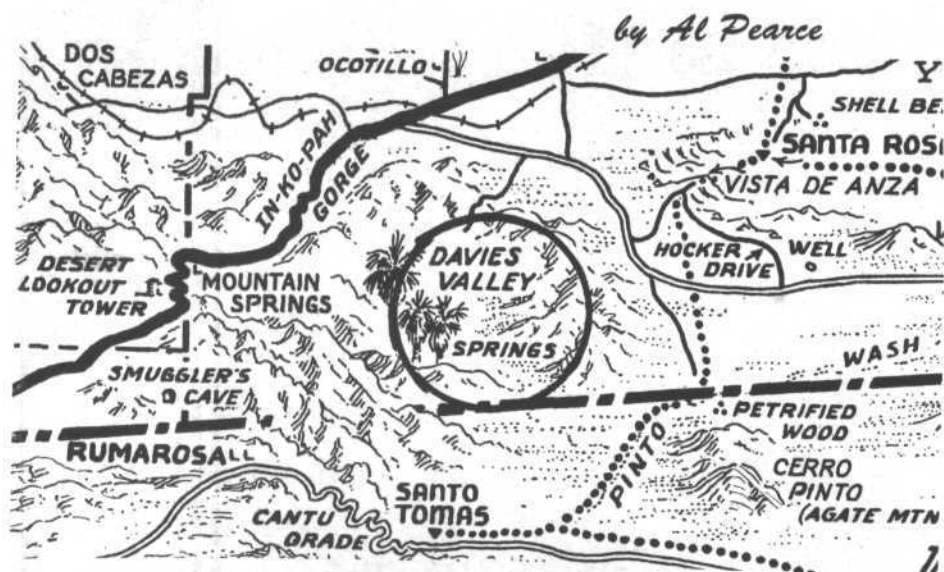 by Al Pearce
DOS
CABEZAS
OCOTILLO
Y
SHELL BE
SANTA ROS
IN-KO-PAH
GORGE
VISTA DE ANZA
DAVIES
VALLEY
HOCKER
DRIVE
WELL
DESERT
LOOKOUT
TOWER
MOUNTAIN
SPRINGS
SPRINGS
WASH
SMUGGLER'S
CAVE
PETRIFIED
WOOD
RUMAROSA
PINTO
CERRO
PINTO
(AGATE MTN
SANTO
TOMAS
CANTU
GRADE